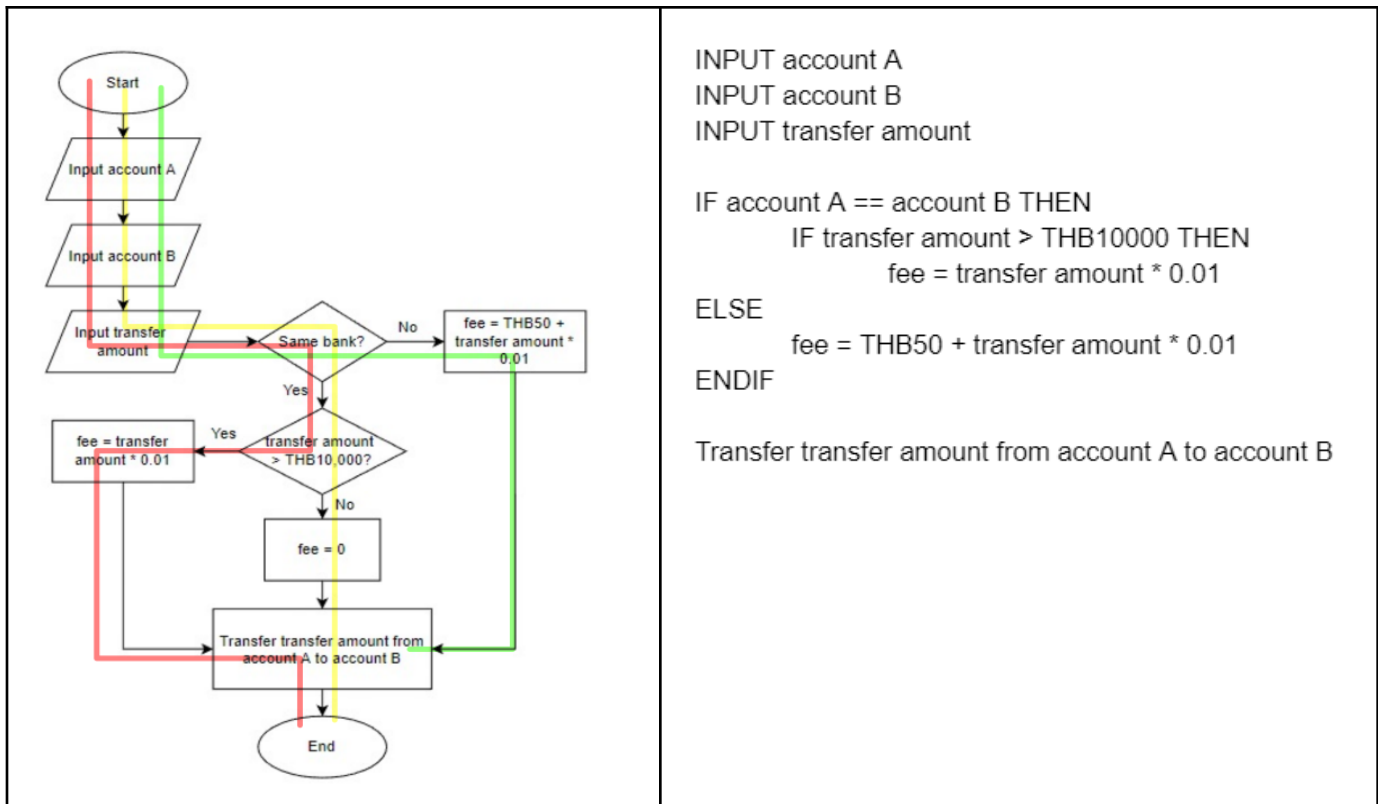 Start
Input account A
Input account B
Input transfer
amount
Same bank?
No
fee = THB50 +
transfer amount *
0.01
Yes
transfer amount
> THB10,000?
Yes
fee = transfer
amount * 0.01
No
fee = 0
Transfer transfer amount from
account A to account B
End
INPUT account A
INPUT account B
INPUT transfer amount
IF account A == account B THEN
IF transfer amount > THB10000 THEN
fee = transfer amount * 0.01
ELSE
fee = THB50 + transfer amount * 0.01
ENDIF
Transfer transfer amount from account A to account B